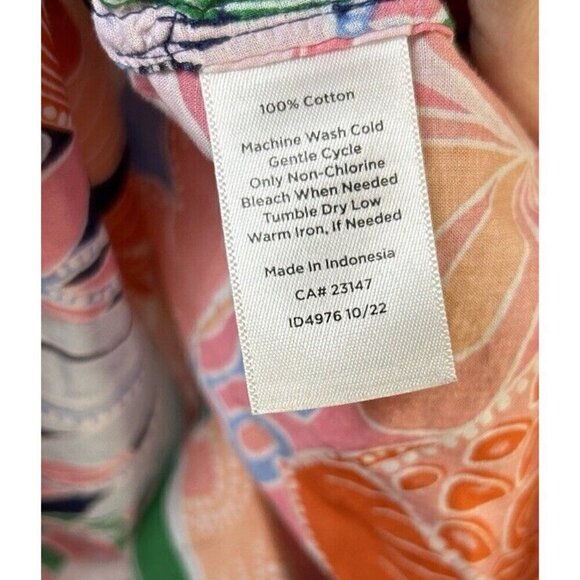 100% Cotton
Machine Wash Cold
Gentle Cycle
Only Non-Chlorine
Bleach When Needed
Tumble Dry Low
Warm Iron, If Needed
Made In Indonesia
CA# 23147
ID4976 10/22